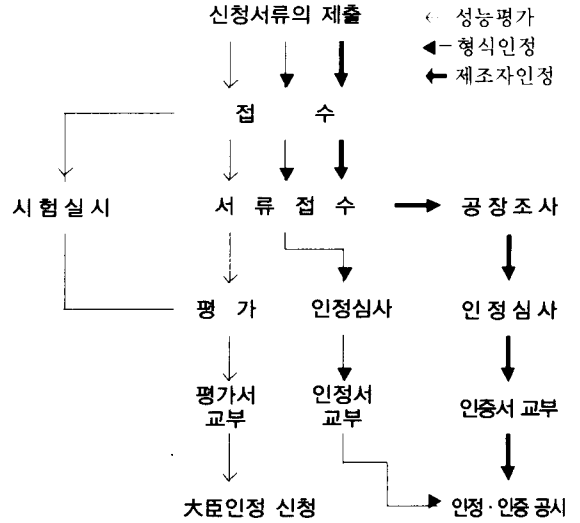 신청서류의 제출
성능평가
형식인정
제조자인정
접 수
시험실시
서 류 접 수
공장조사
평 가
인정심사
인정심사
평가서
교부
인정서
교부
인증서 교부
大臣인정 신청
인정·인증 공시